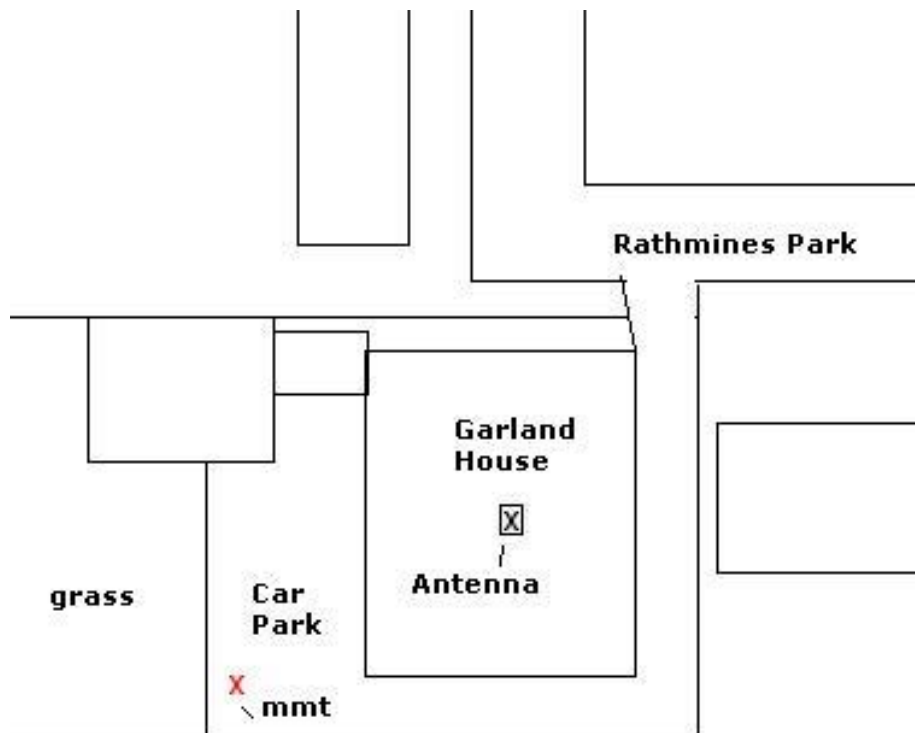 Rathmines Park
Garland
House
X
Antenna
grass
Car
Park
X
mmt